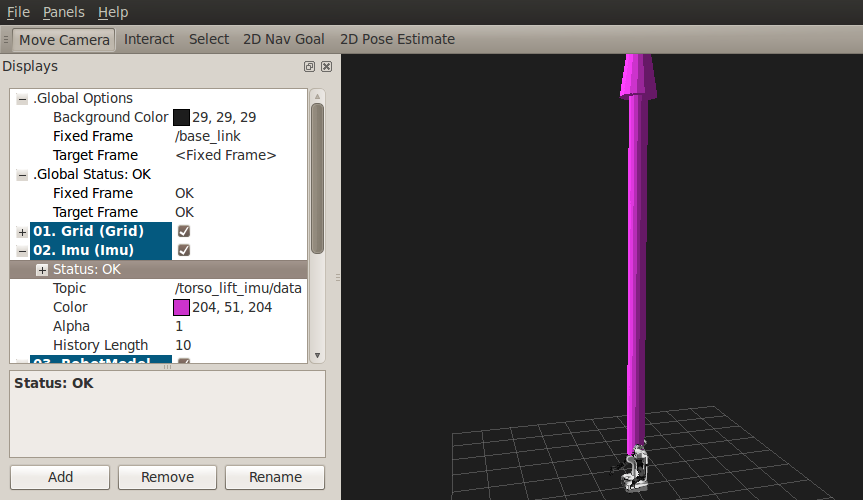 File Panels Help
Move Camera Interact Select 2D Nav Goal 2D Pose Estimate
Displays
.Global Options
Background Color 29, 29, 29
Fixed Frame /base_link
Target Frame <Fixed Frame>
.Global Status: OK
Fixed Frame OK
Target Frame OK
01. Grid (Grid)
02. Imu (Imu)
Status: OK
Topic /torso_lift_imu/data
Color 204, 51, 204
Alpha 1
History Length 10
03. RobotModel
Status: OK
Add Remove Rename